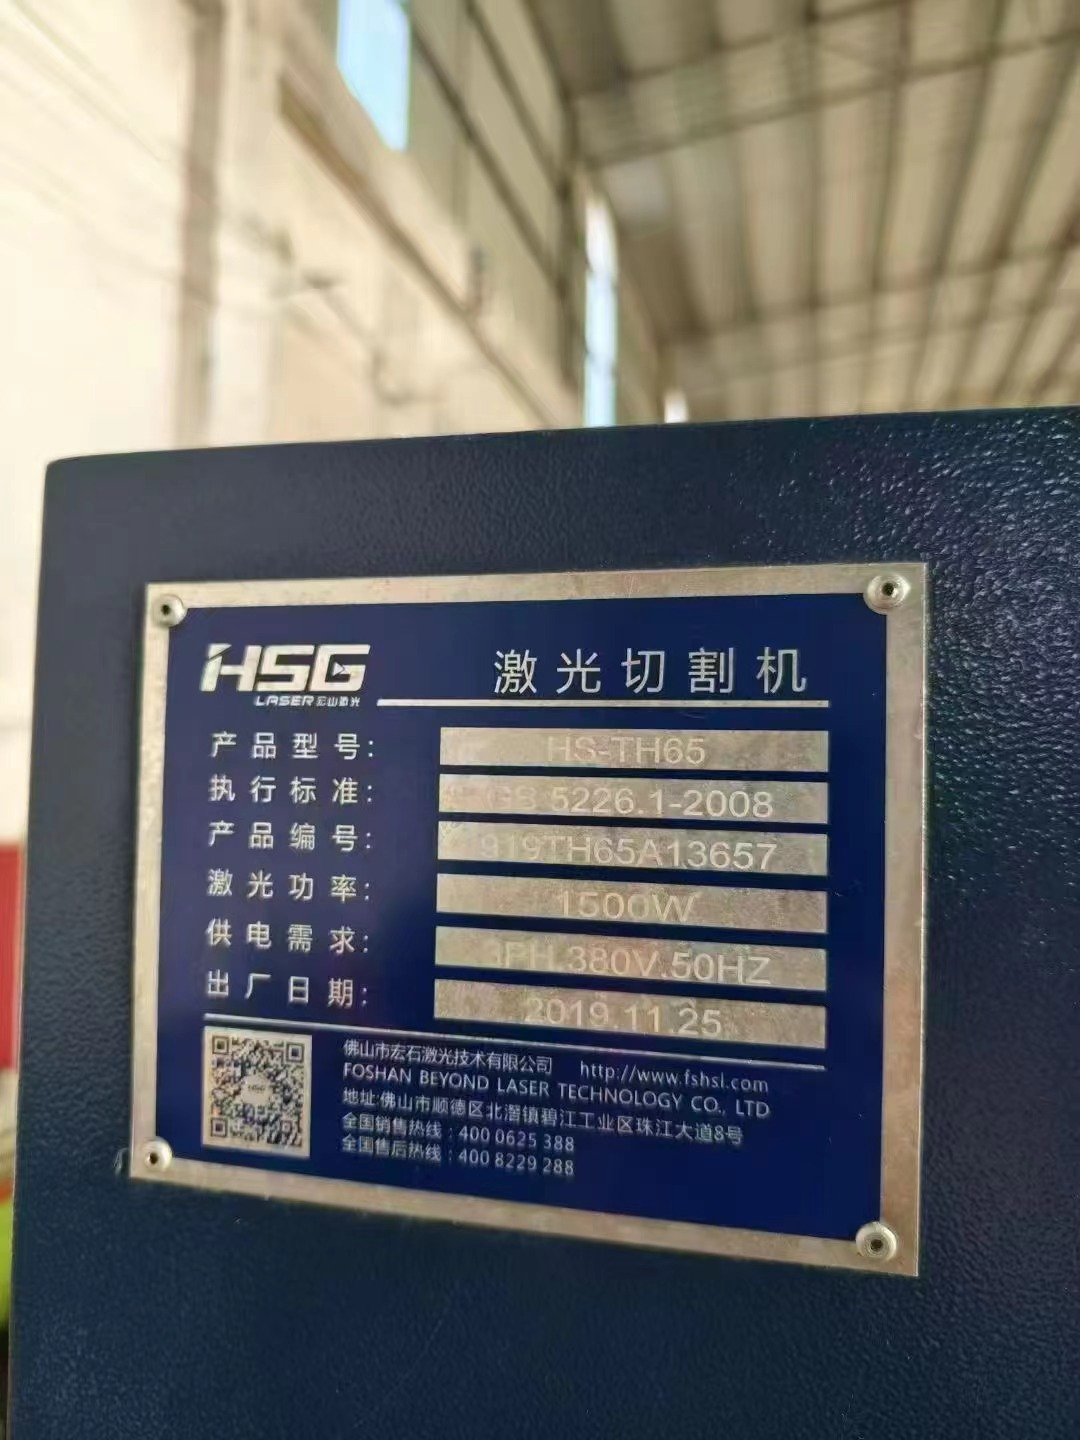 HSG
LASER 宏山激光
激光切割机
产品型号: HS-TH65
执行标准: GB 5226.1-2008
产品编号: 919TH65A13657
激光功率: 1500W
供电需求: 3PH.380V.50HZ
出厂日期: 2019.11.25
HSG
佛山市宏石激光技术有限公司 http://www.fshsl.com
FOSHAN BEYOND LASER TECHNOLOGY CO., LTD
地址:佛山市顺德区北滘镇碧江工业区珠江大道8号
全国销售热线:400 0625 388
全国售后热线:400 8229 288